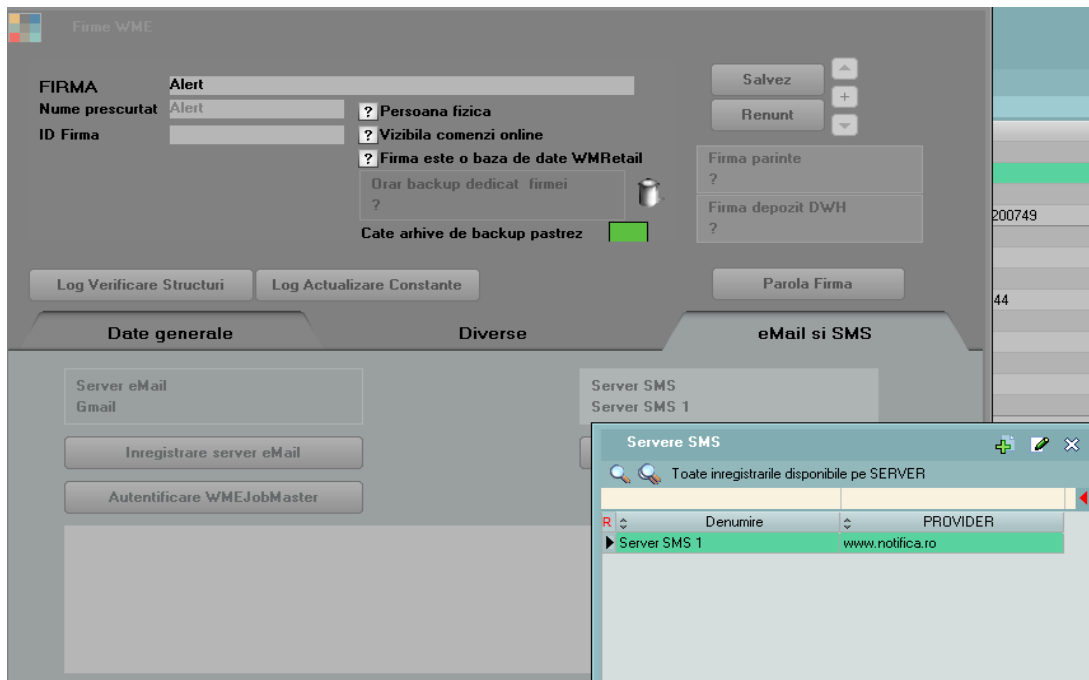 Firme WME
FIRMA Alert
Nume prescurtat Alert
ID Firma
? Persoana fizica
? Vizibila comenzi online
? Firma este o baza de date WMRetail
Orar backup dedicat firmei
?
Cate arhive de backup pastrez
Salvez
+
Renunt
Firma parinte
?
Firma depozit DWH
?
200749
44
Log Verificare Structuri
Log Actualizare Constante
Parola Firma
Date generale
Diverse
eMail si SMS
Server eMail
Gmail
Inregistrare server eMail
Autentificare WMEJobMaster
Server SMS
Server SMS 1
Servere SMS
Toate inregistrarile disponibile pe SERVER
R Denumire PROVIDER
Server SMS 1 www.notifica.ro